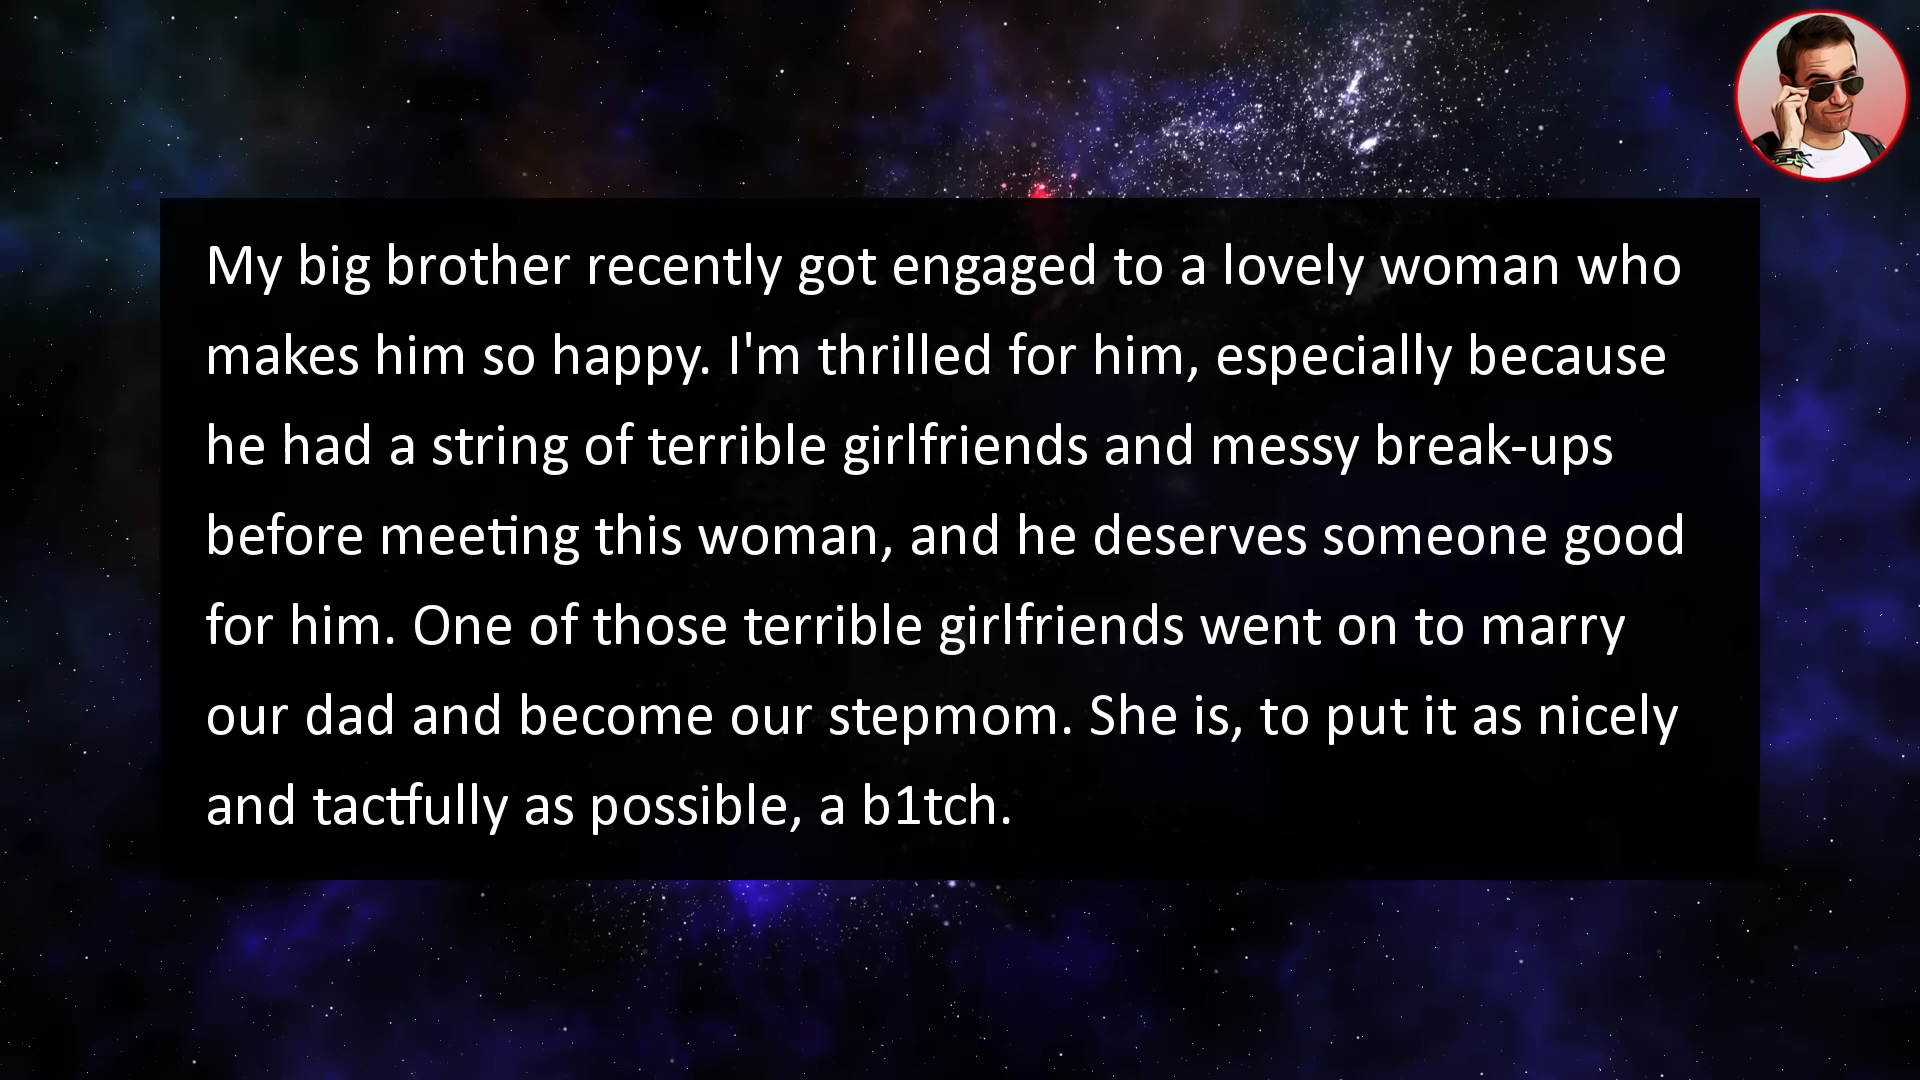 My big brother recently got engaged to a lovely woman who
makes him so happy. I'm thrilled for him, especially because
he had a string of terrible girlfriends and messy break-ups
before meeting this woman, and he deserves someone good
for him. One of those terrible girlfriends went on to marry
our dad and become our stepmom. She is, to put it as nicely
and tactfully as possible, a b1tch.